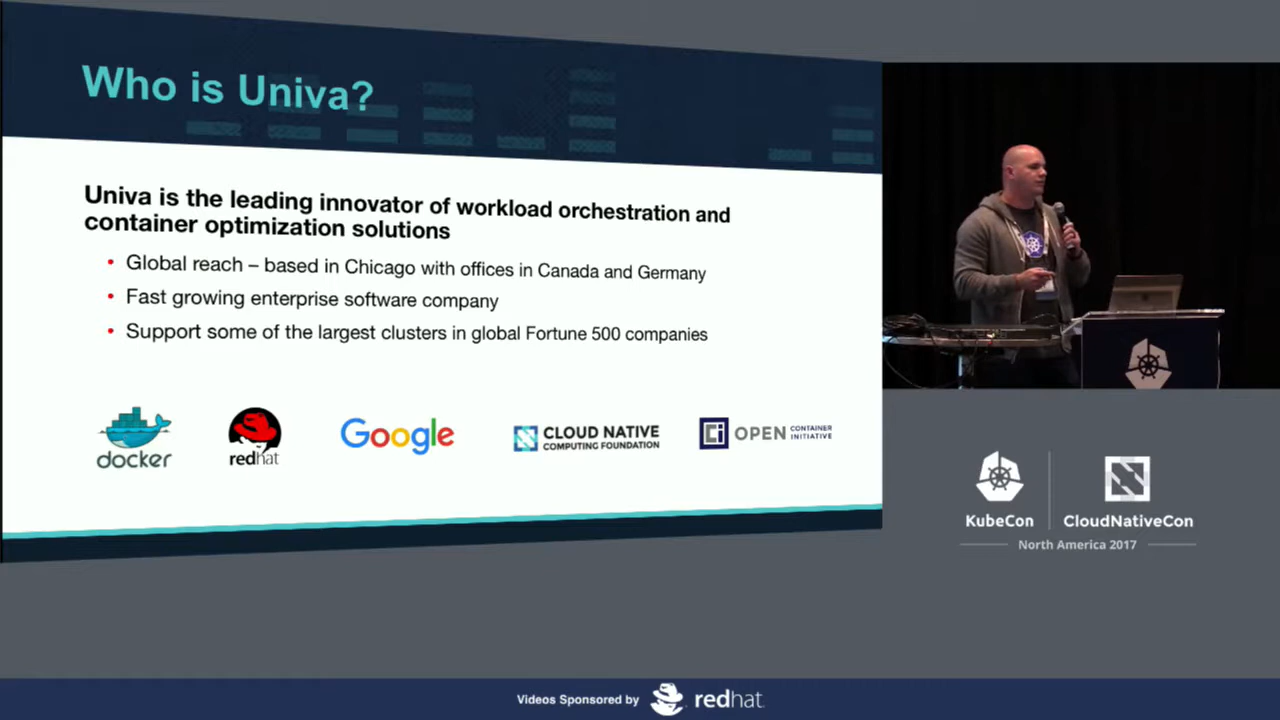 Who is Univa?
Univa is the leading innovator of workload orchestration and
container optimization solutions
• Global reach – based in Chicago with offices in Canada and Germany
• Fast growing enterprise software company
• Support some of the largest clusters in global Fortune 500 companies
docker
redhat
Google
CLOUD NATIVE
COMPUTING FOUNDATION
OPEN CONTAINER
INITIATIVE
KubeCon
CloudNativeCon
North America 2017
Videos Sponsored by redhat.